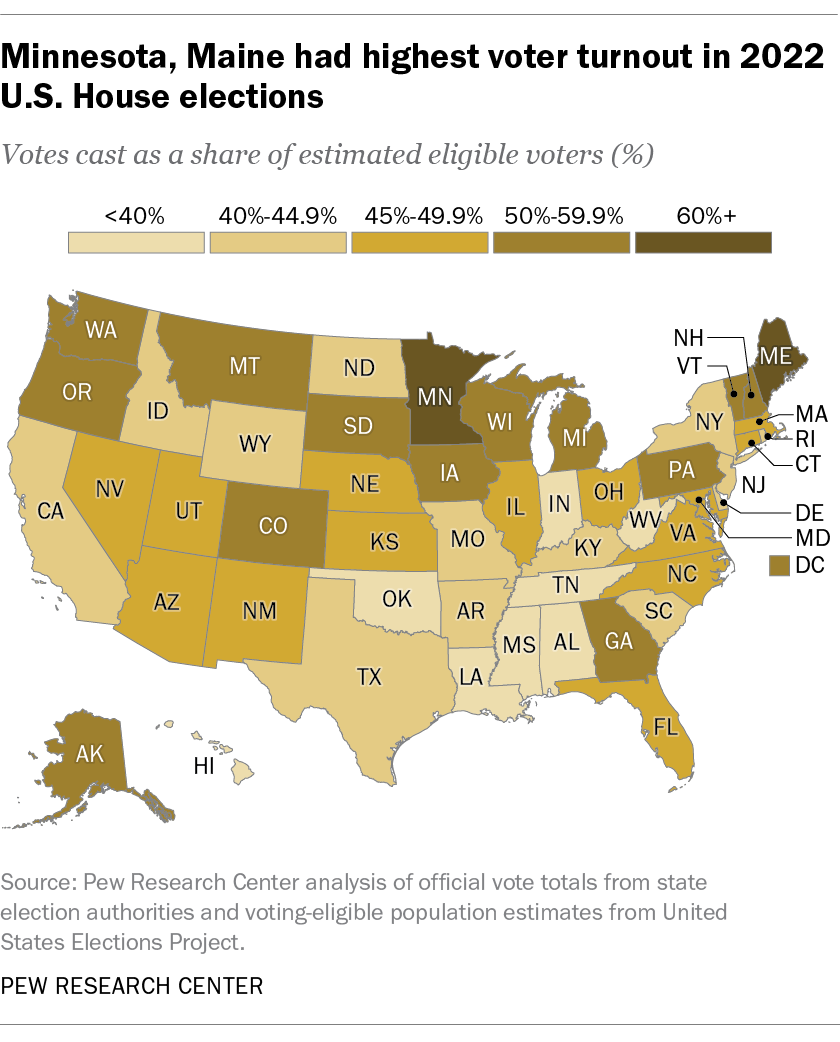 Minnesota, Maine had highest voter turnout in 2022
U.S. House elections
Votes cast as a share of estimated eligible voters (%)
<40% 40%-44.9% 45%-49.9% 50%-59.9% 60%+
WA
MT
ND
MN
NH
VT
ME
OR
ID
SD
WI
MI
NY
MA
RI
CT
WY
IA
PA
NJ
NV
UT
NE
IL
IN
OH
CA
CO
KS
MO
KY
WV
VA
DE
MD
DC
AZ
NM
OK
AR
TN
NC
SC
TX
LA
MS
AL
GA
FL
AK
HI
Source: Pew Research Center analysis of official vote totals from state
election authorities and voting-eligible population estimates from United
States Elections Project.
PEW RESEARCH CENTER